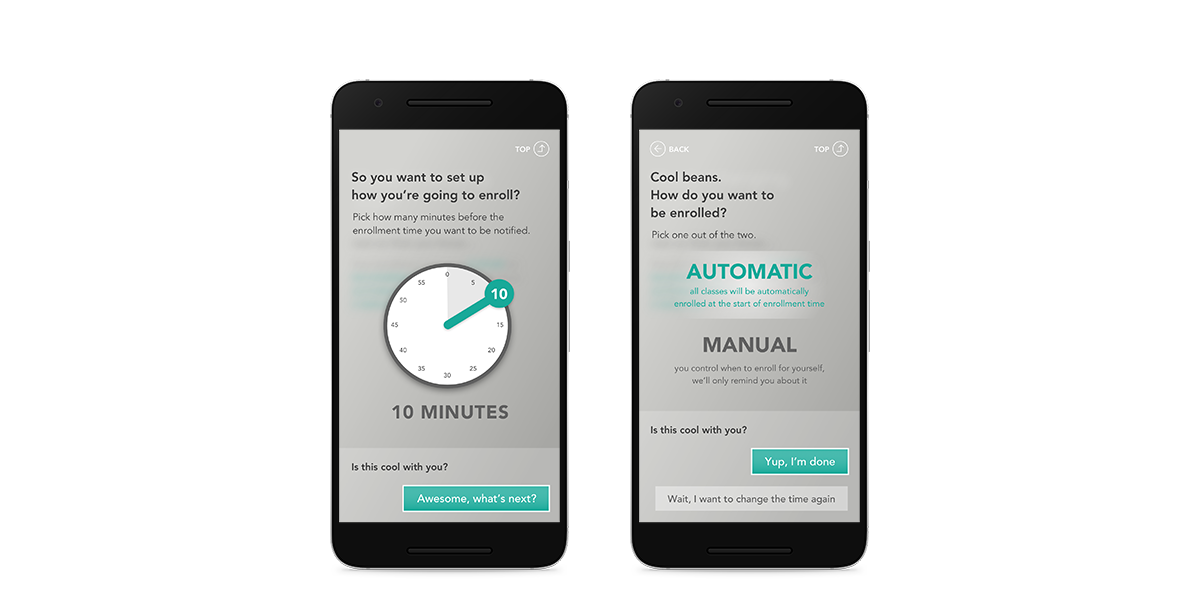 TOP
So you want to set up
how you're going to enroll?
Pick how many minutes before the
enrollment time you want to be notified.
0
5
10
15
20
25
30
35
40
45
50
55
10 MINUTES
Is this cool with you?
Awesome, what's next?
BACK
TOP
Cool beans.
How do you want to
be enrolled?
Pick one out of the two.
AUTOMATIC
all classes will be automatically
enrolled at the start of enrollment time
MANUAL
you control when to enroll for yourself,
we'll only remind you about it
Is this cool with you?
Yup, I'm done
Wait, I want to change the time again